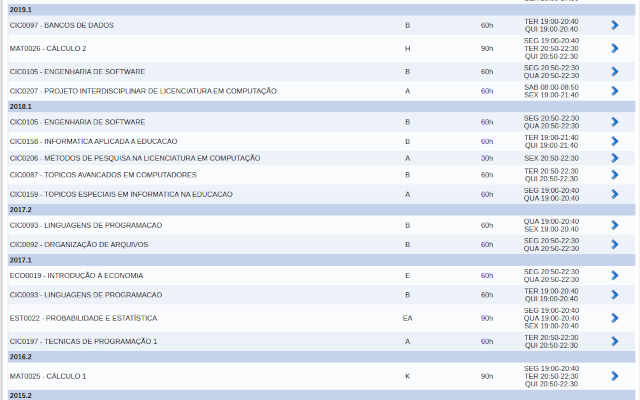 2019.1
CIC0097 - BANCOS DE DADOS B 60h TER 19:00-20:40
QUI 19:00-20:40
MAT0026 - CÁLCULO 2 H 90h SEG 19:00-20:40
TER 20:50-22:30
QUI 20:50-22:30
CIC0105 - ENGENHARIA DE SOFTWARE B 60h SEG 20:50-22:30
QUA 20:50-22:30
CIC0207 - PROJETO INTERDISCIPLINAR DE LICENCIATURA EM COMPUTAÇÃO A 60h SAB 08:00-08:50
SEX 19:00-21:40
2018.1
CIC0105 - ENGENHARIA DE SOFTWARE B 60h SEG 20:50-22:30
QUA 20:50-22:30
CIC0158 - INFORMATICA APLICADA A EDUCACAO B 60h TER 19:00-21:40
QUI 19:00-21:40
CIC0206 - MÉTODOS DE PESQUISA NA LICENCIATURA EM COMPUTAÇÃO A 30h SEX 20:50-22:30
CIC0087 - TOPICOS AVANCADOS EM COMPUTADORES B 60h TER 20:50-22:30
QUI 20:50-22:30
CIC0159 - TOPICOS ESPECIAIS EM INFORMATICA NA EDUCACAO A 60h SEG 19:00-20:40
QUA 19:00-20:40
2017.2
CIC0093 - LINGUAGENS DE PROGRAMACAO B 60h QUA 19:00-20:40
SEX 19:00-20:40
CIC0092 - ORGANIZAÇÃO DE ARQUIVOS B 60h SEG 20:50-22:30
QUA 20:50-22:30
2017.1
ECO0019 - INTRODUÇÃO À ECONOMIA E 60h SEG 20:50-22:30
QUA 20:50-22:30
CIC0093 - LINGUAGENS DE PROGRAMACAO B 60h TER 19:00-20:40
QUI 19:00-20:40
EST0022 - PROBABILIDADE E ESTATÍSTICA EA 90h SEG 19:00-20:40
QUA 19:00-20:40
SEX 19:00-20:40
CIC0197 - TECNICAS DE PROGRAMAÇÃO 1 A 60h TER 20:50-22:30
QUI 20:50-22:30
2016.2
MAT0025 - CÁLCULO 1 K 90h SEG 19:00-20:40
TER 20:50-22:30
QUI 20:50-22:30
2015.2